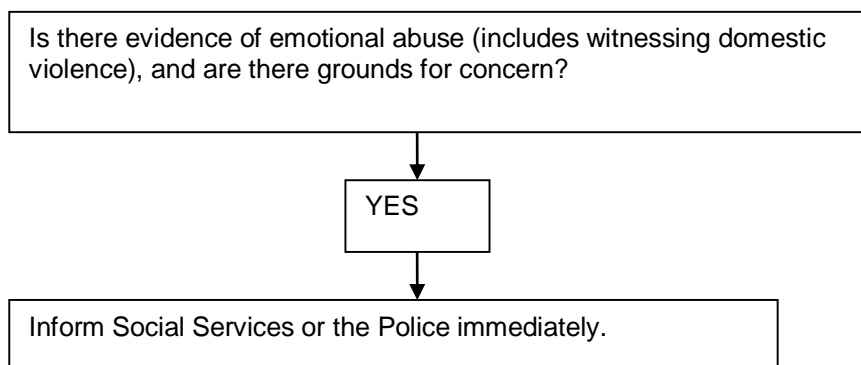 Is there evidence of emotional abuse (includes witnessing domestic
violence), and are there grounds for concern?
YES
Inform Social Services or the Police immediately.